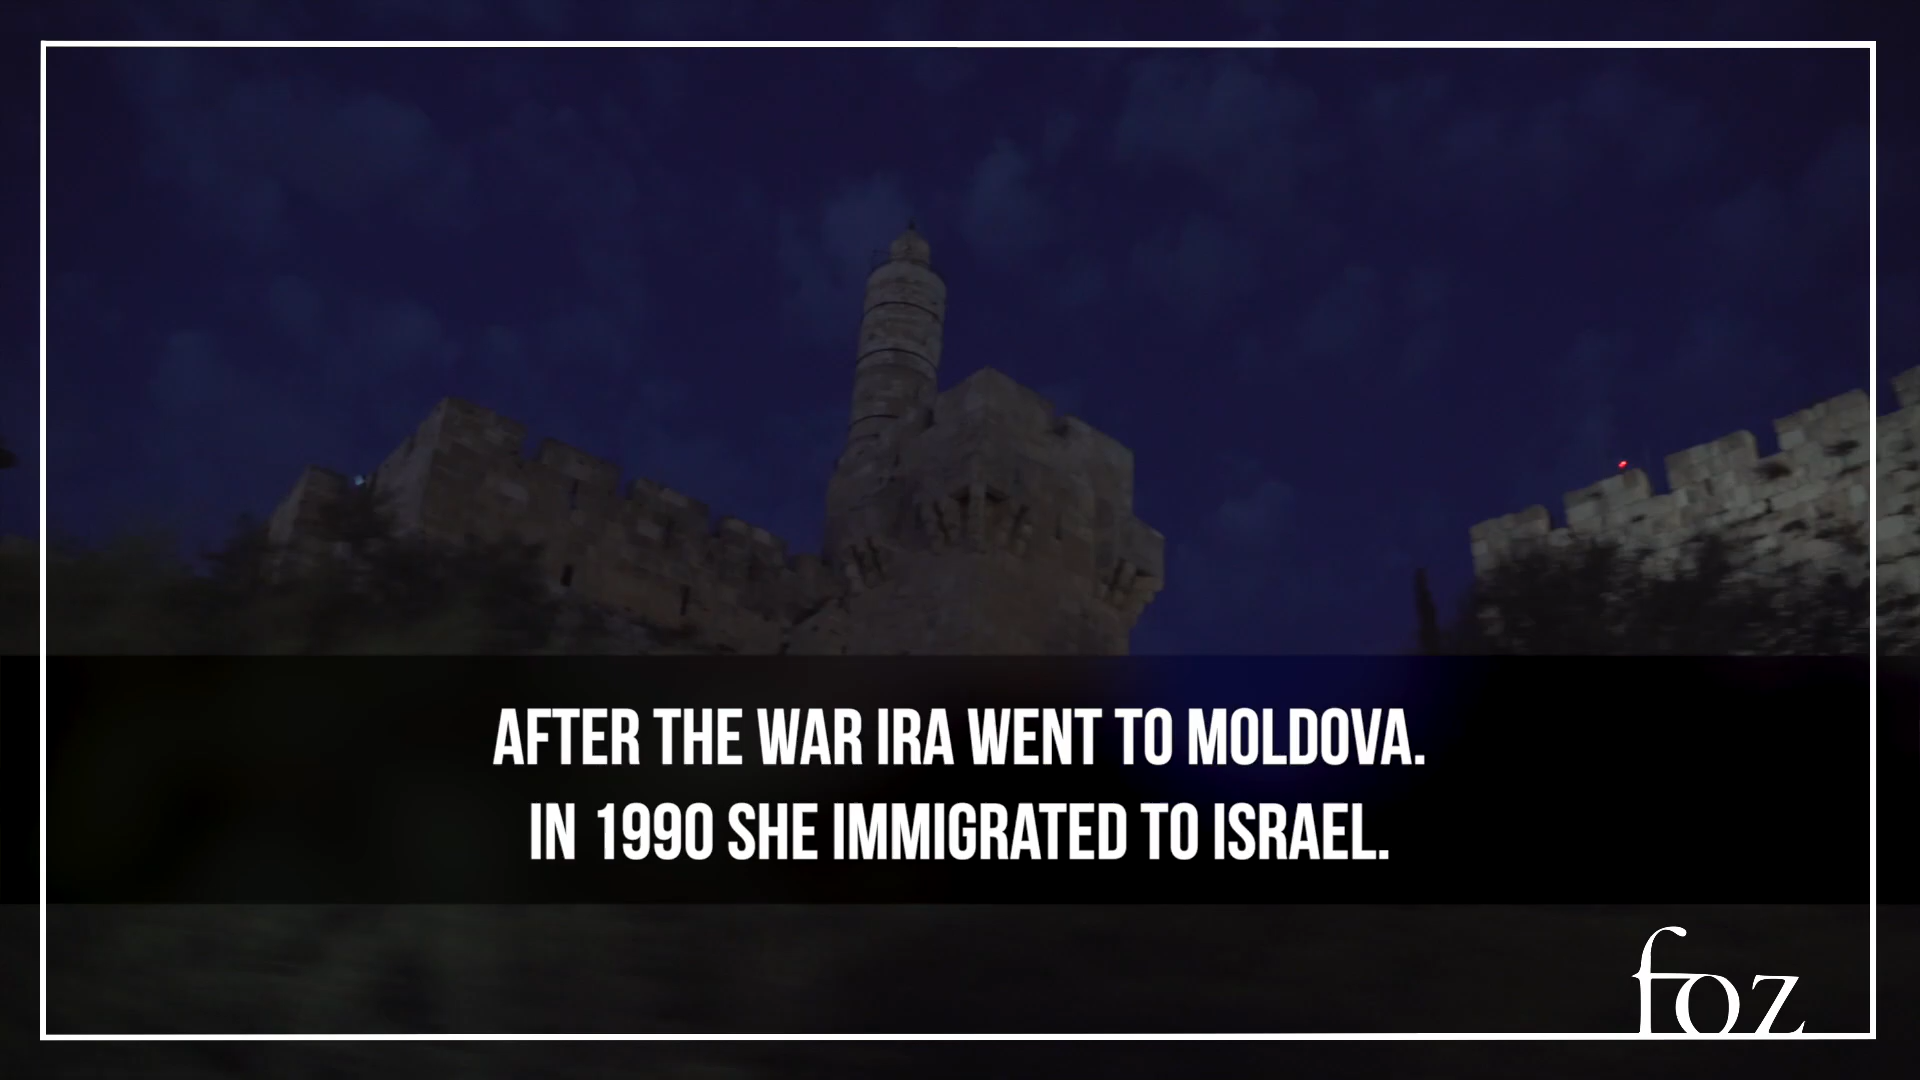 AFTER THE WAR IRA WENT TO MOLDOVA.
IN 1990 SHE IMMIGRATED TO ISRAEL.
foz